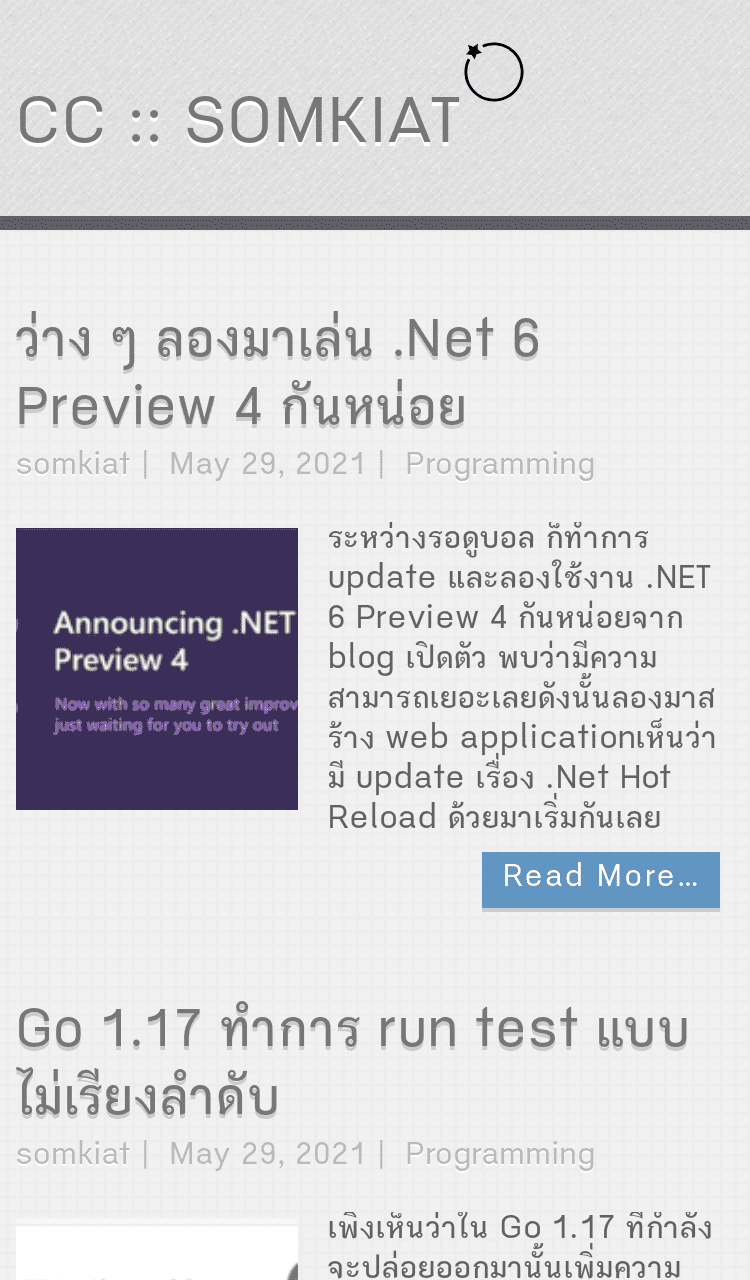 CC :: SOMKIAT
ว่าง ๆ ลองมาเล่น .Net 6
Preview 4 กันหน่อย
somkiat | May 29, 2021 | Programming
Announcing .NET
Preview 4
Now with so many great improv
just waiting for you to try out
ระหว่างรอดูบอล ก็ทำการ
update และลองใช้งาน .NET
6 Preview 4 กันหน่อยจาก
blog เปิดตัว พบว่ามีความ
สามารถเยอะเลยดังนั้นลองมาส
ร้าง web applicationเห็นว่า
มี update เรื่อง .Net Hot
Reload ด้วยมาเริ่มกันเลย
Read More…
Go 1.17 ทำการ run test แบบ
ไม่เรียงลำดับ
somkiat | May 29, 2021 | Programming
เพิ่งเห็นว่าใน Go 1.17 ที่กำลัง
จะปล่อยออกมานั้นเพิ่มความ